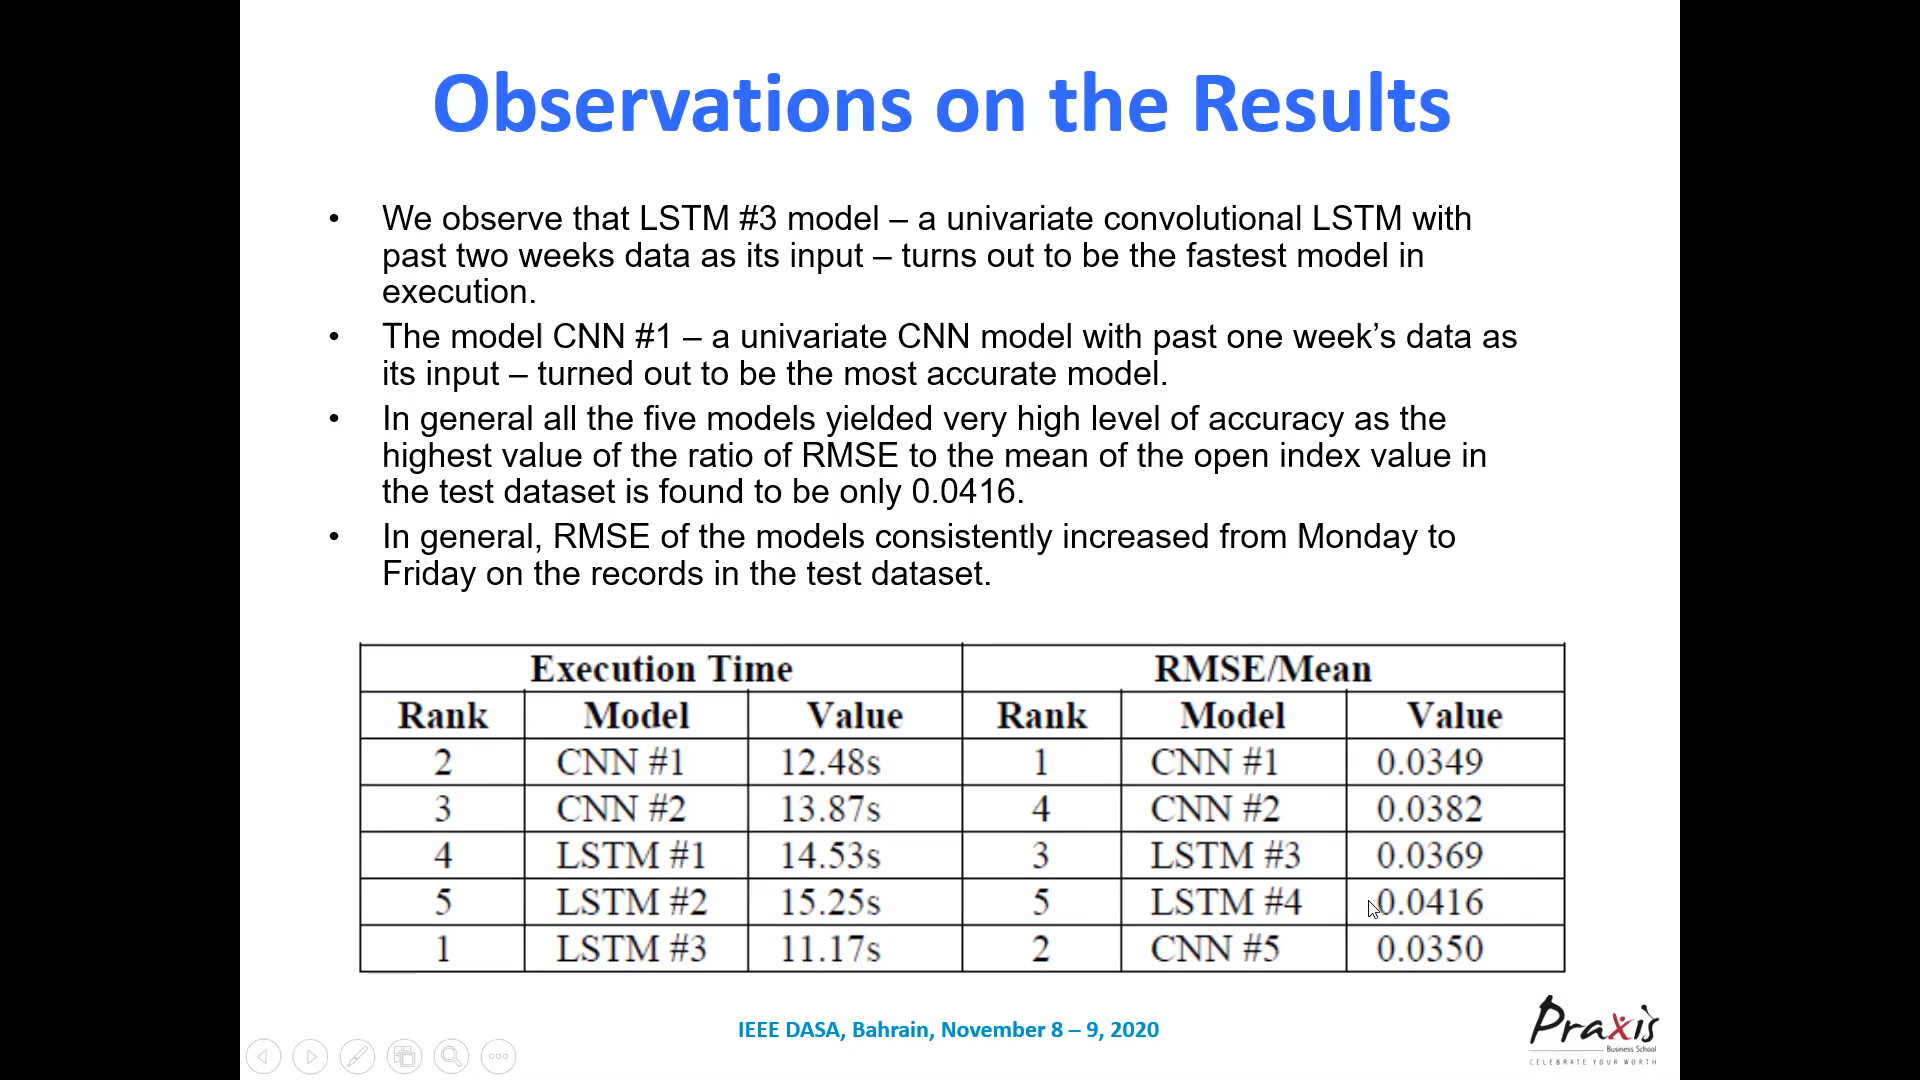 Observations on the Results
• We observe that LSTM #3 model – a univariate convolutional LSTM with
past two weeks data as its input – turns out to be the fastest model in
execution.
• The model CNN #1 – a univariate CNN model with past one week’s data as
its input – turned out to be the most accurate model.
• In general all the five models yielded very high level of accuracy as the
highest value of the ratio of RMSE to the mean of the open index value in
the test dataset is found to be only 0.0416.
• In general, RMSE of the models consistently increased from Monday to
Friday on the records in the test dataset.
Execution Time RMSE/Mean
Rank Model Value Rank Model Value
2 CNN #1 12.48s 1 CNN #1 0.0349
3 CNN #2 13.87s 4 CNN #2 0.0382
4 LSTM #1 14.53s 3 LSTM #3 0.0369
5 LSTM #2 15.25s 5 LSTM #4 0.0416
1 LSTM #3 11.17s 2 CNN #5 0.0350
IEEE DASA, Bahrain, November 8 – 9, 2020
Praxis
Business School
CELEBRATE YOUR WORTH